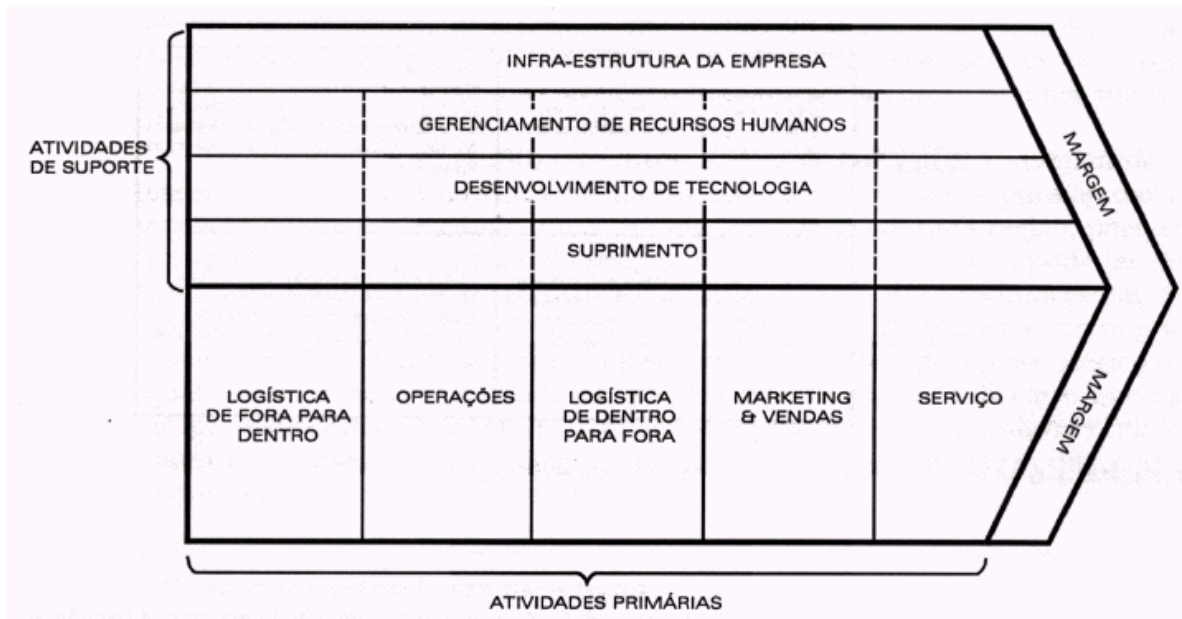 INFRA-ESTRUTURA DA EMPRESA
GERENCIAMENTO DE RECURSOS HUMANOS
ATIVIDADES
DE SUPORTE
DESENVOLVIMENTO DE TECNOLOGIA
SUPRIMENTO
MARGEM
LOGÍSTICA
DE FORA PARA
DENTRO
OPERAÇÕES
LOGÍSTICA
DE DENTRO
PARA FORA
MARKETING
& VENDAS
SERVIÇO
MARGEM
ATIVIDADES PRIMÁRIAS